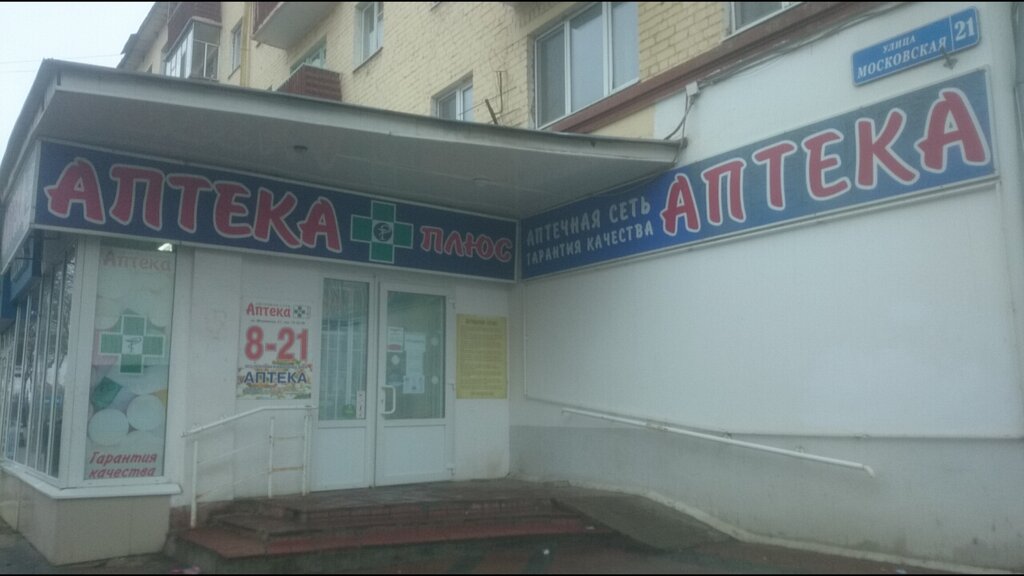 УЛИЦА
МОСКОВСКАЯ 21
АПТЕКА ПЛЮС
АПТЕЧНАЯ СЕТЬ
ГАРАНТИЯ КАЧЕСТВА
АПТЕКА
Аптека
Гарантия
качества
Аптека
8-21
АПТЕКА